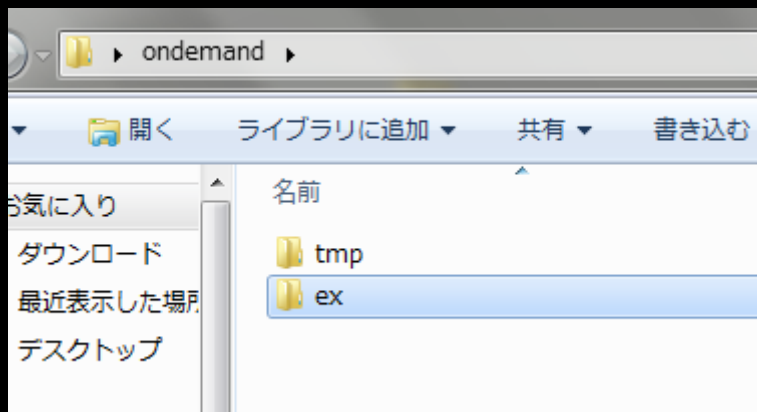 ondemand
開く ライブラリに追加 共有 書き込む
お気に入り
ダウンロード
最近表示した場所
デスクトップ
名前
tmp
ex